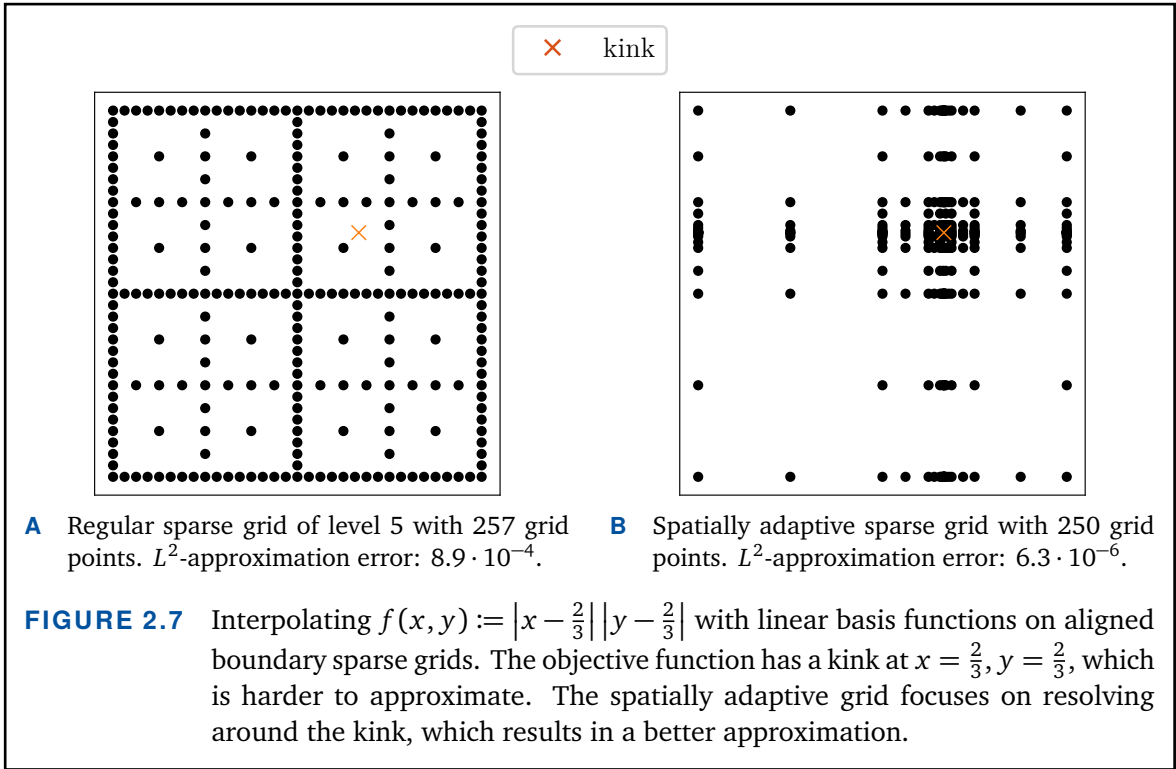 kink
A Regular sparse grid of level 5 with 257 grid
points. L²-approximation error: 8.9 · 10⁻⁴.
B Spatially adaptive sparse grid with 250 grid
points. L²-approximation error: 6.3 · 10⁻⁶.
FIGURE 2.7 Interpolating f(x, y) := |x − 2/3| |y − 2/3| with linear basis functions on aligned
boundary sparse grids. The objective function has a kink at x = 2/3, y = 2/3, which
is harder to approximate. The spatially adaptive grid focuses on resolving
around the kink, which results in a better approximation.